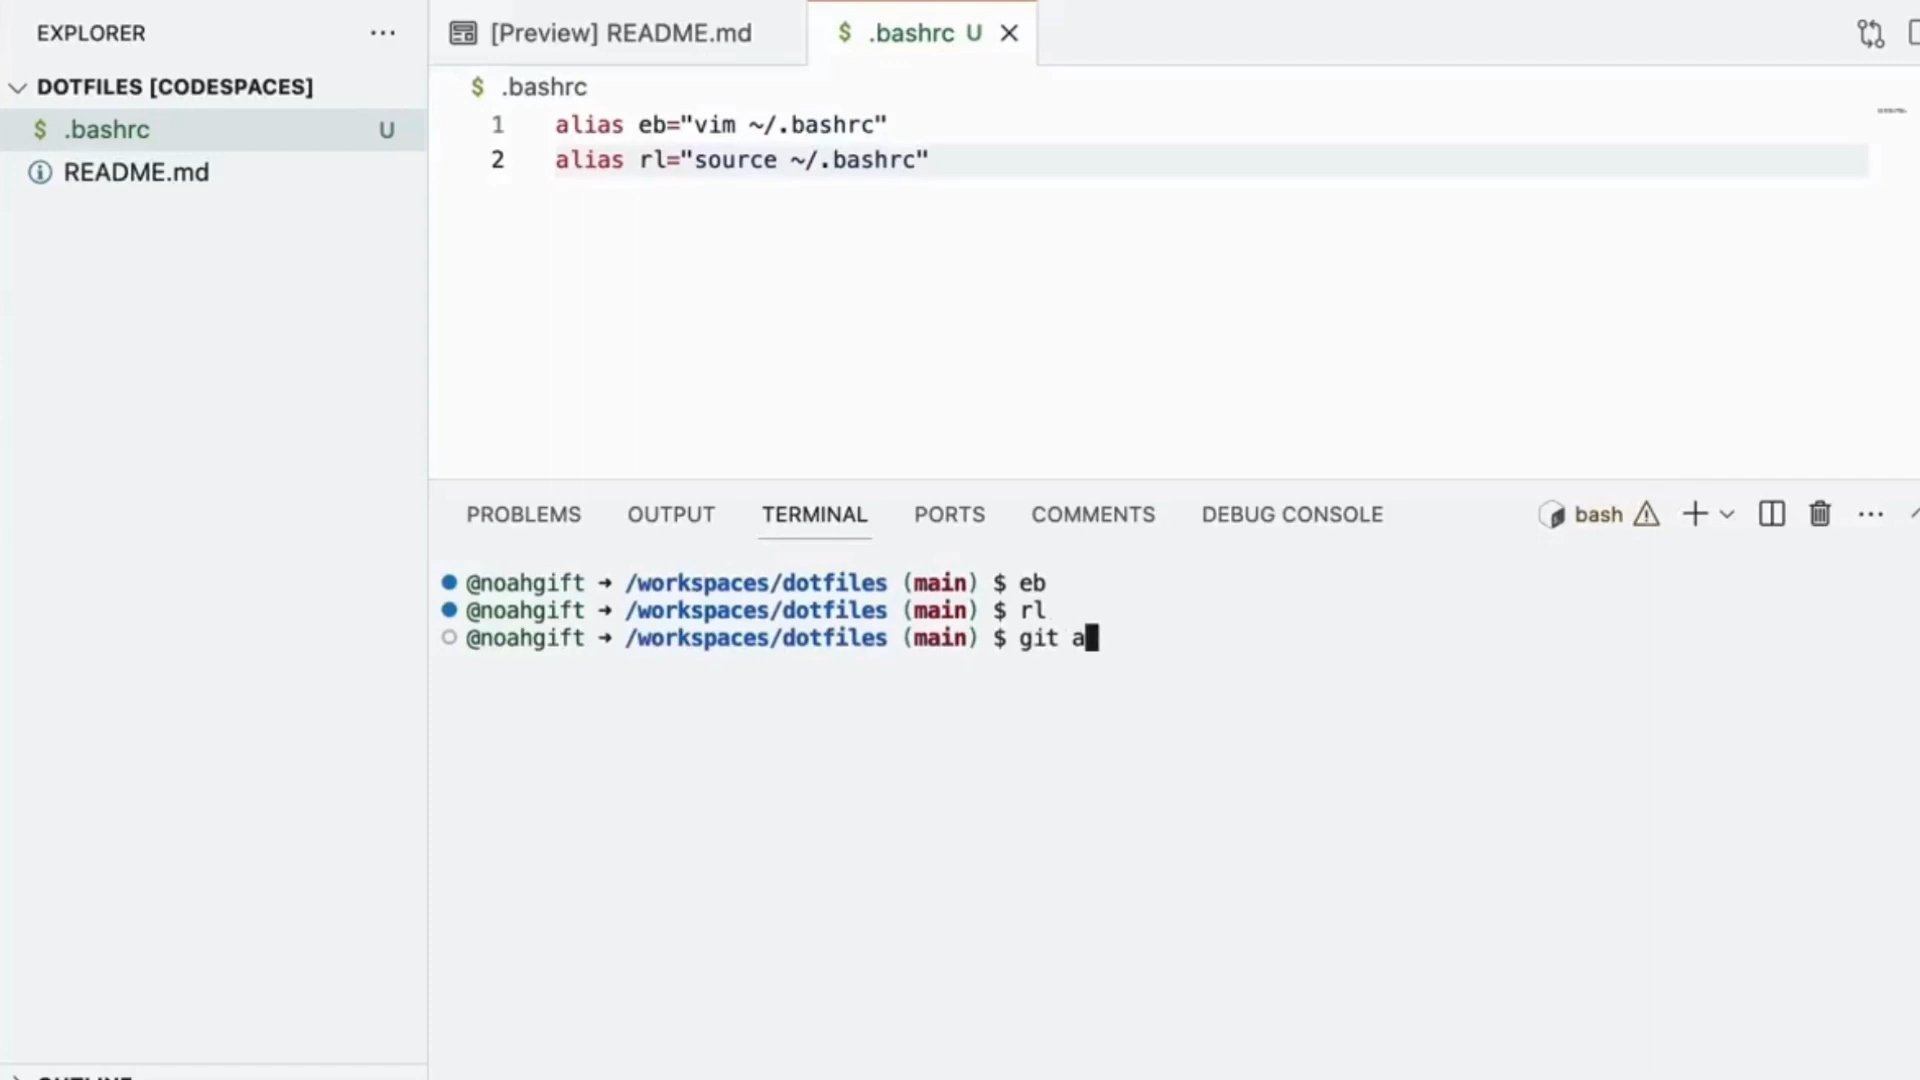 EXPLORER
DOTFILES [CODESPACES]
$ .bashrc U
README.md
[Preview] README.md
$ .bashrc U
$ .bashrc
1 alias eb="vim ~/.bashrc"
2 alias rl="source ~/.bashrc"
PROBLEMS OUTPUT TERMINAL PORTS COMMENTS DEBUG CONSOLE
bash
@noahgift ➜ /workspaces/dotfiles (main) $ eb
@noahgift ➜ /workspaces/dotfiles (main) $ rl
@noahgift ➜ /workspaces/dotfiles (main) $ git a
OUTLINE